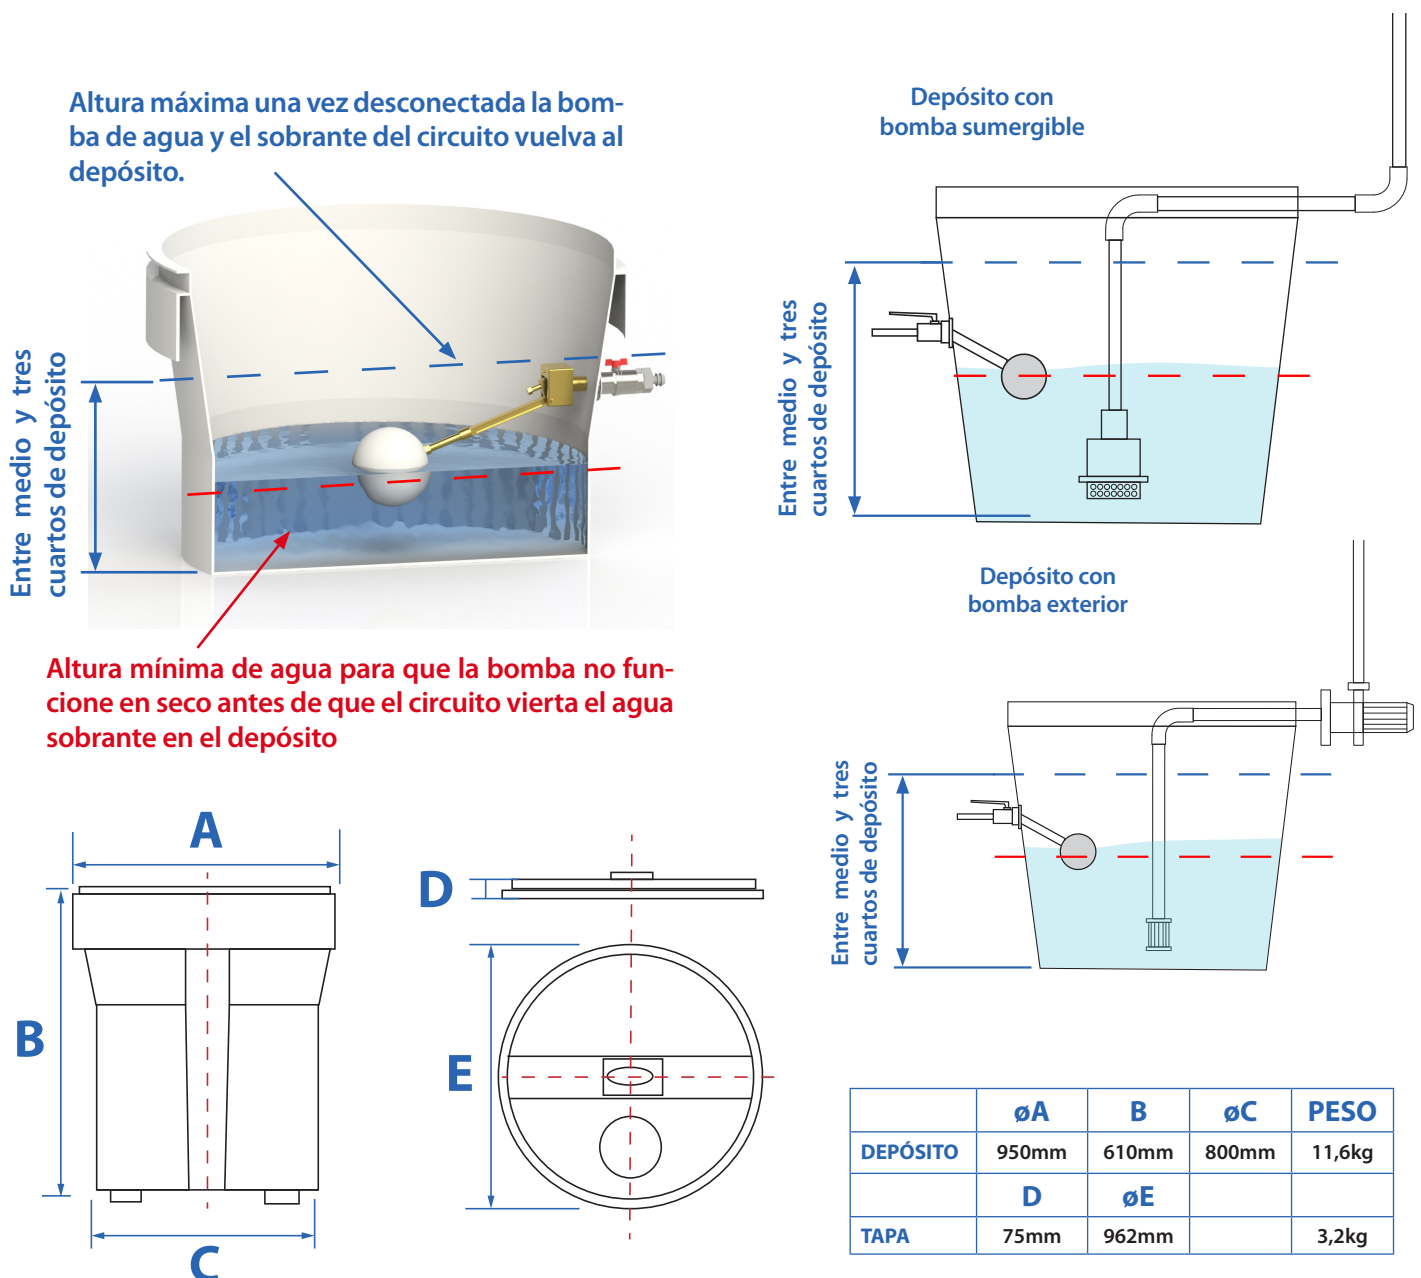 Altura máxima una vez desconectada la bom-
ba de agua y el sobrante del circuito vuelva al
depósito.
Entre medio y tres
cuartos de depósito
Altura mínima de agua para que la bomba no fun-
cione en seco antes de que el circuito vierta el agua
sobrante en el depósito
Depósito con
bomba sumergible
Entre medio y tres
cuartos de depósito
Depósito con
bomba exterior
Entre medio y tres
cuartos de depósito
A
B
C
D
E
øA B øC PESO
DEPÓSITO 950mm 610mm 800mm 11,6kg
D øE
TAPA 75mm 962mm 3,2kg